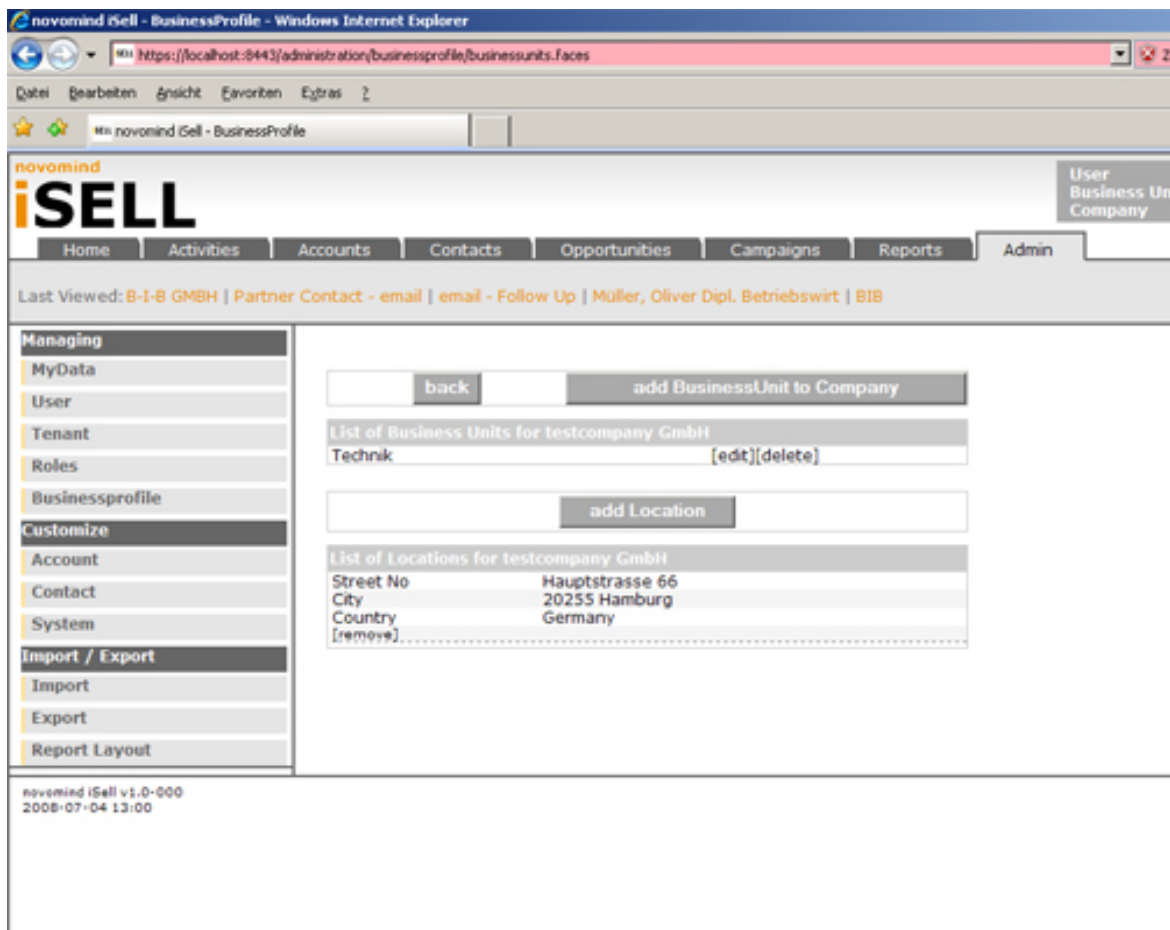 novomind iSell - BusinessProfile - Windows Internet Explorer
https://localhost:8443/administration/businessprofile/businessunits.faces
Datei Bearbeiten Ansicht Favoriten Extras ?
novomind iSell - BusinessProfile
novomind
iSELL
User
Business Un
Company
Home Activities Accounts Contacts Opportunities Campaigns Reports Admin
Last Viewed: B-I-B GMBH | Partner Contact - email | email - Follow Up | Müller, Oliver Dipl. Betriebswirt | BIB
Managing
MyData
User
Tenant
Roles
Businessprofile
Customize
Account
Contact
System
Import / Export
Import
Export
Report Layout
back add BusinessUnit to Company
List of Business Units for testcompany GmbH
Technik [edit][delete]
add Location
List of Locations for testcompany GmbH
Street No Hauptstrasse 66
City 20255 Hamburg
Country Germany
[remove]
novomind iSell v1.0-000
2008-07-04 13:00